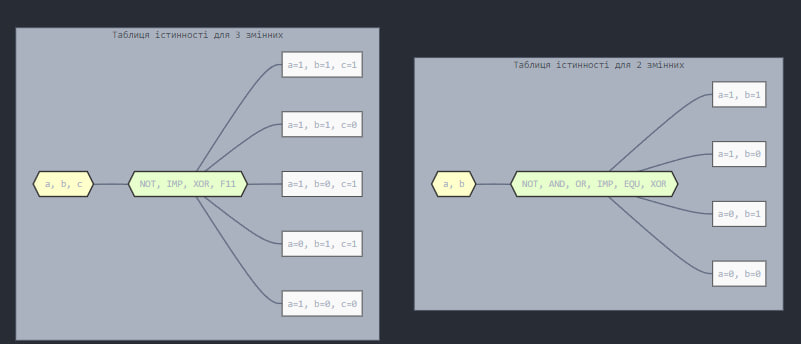 Таблиця істинності для 3 змінних
a=1, b=1, c=1
a=1, b=1, c=0
a, b, c
NOT, IMP, XOR, F11
a=1, b=0, c=1
a=0, b=1, c=1
a=1, b=0, c=0
Таблиця істинності для 2 змінних
a=1, b=1
a=1, b=0
a, b
NOT, AND, OR, IMP, EQU, XOR
a=0, b=1
a=0, b=0